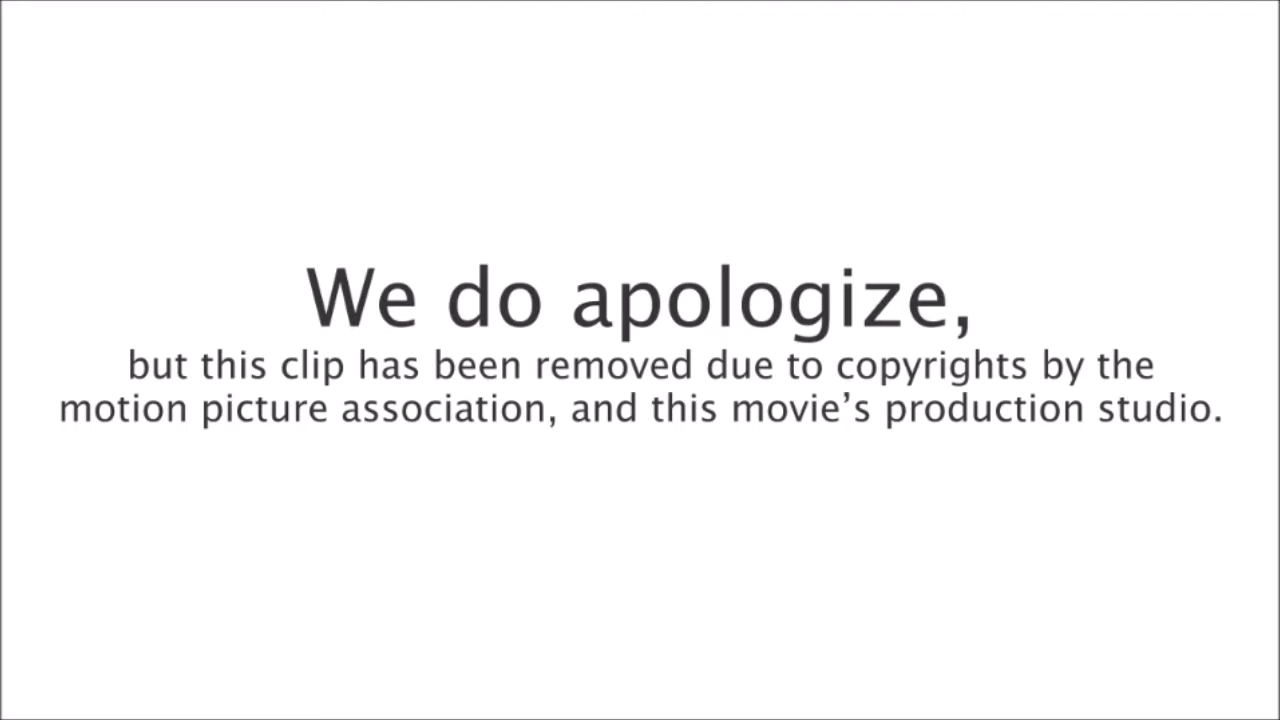 We do apologize,
but this clip has been removed due to copyrights by the
motion picture association, and this movie’s production studio.